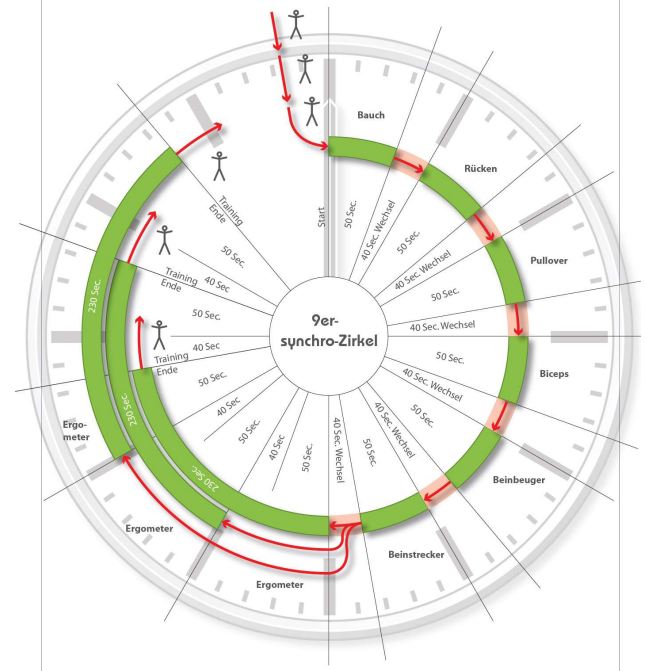 Bauch
Rücken
Pullover
Biceps
Beinbeuger
Beinstrecker
Ergometer
Ergometer
Ergo-
meter
9er-
synchro-Zirkel
Start
50 Sec.
40 Sec. Wechsel
50 Sec.
40 Sec. Wechsel
50 Sec.
40 Sec. Wechsel
50 Sec.
40 Sec. Wechsel
50 Sec.
40 Sec. Wechsel
50 Sec.
40 Sec. Wechsel
50 Sec.
40 Sec
50 Sec.
40 Sec
50 Sec.
Training
Ende
40 Sec
50 Sec.
Training
Ende
40 Sec
50 Sec.
Training
Ende
230 Sec.
230 Sec.
230 Sec.